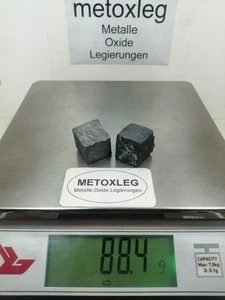 metoxleg
Metalle
Oxide
Legierungen
METOXLEG
Metalle.Oxide.Legierungen
88.4 g
CAPACITY
Max: 7.5kg
D: 0.1g